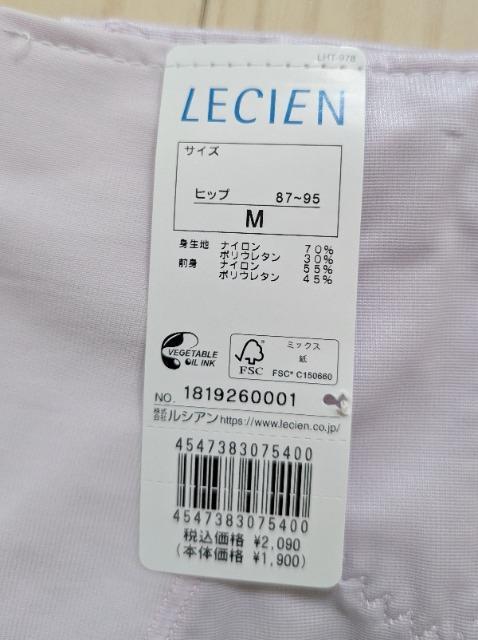 LHT-978
LECIEN
サイズ
ヒップ 87~95
M
身生地 ナイロン 70%
ポリウレタン 30%
前身 ナイロン 55%
ポリウレタン 45%
VEGETABLE
OIL INK
FSC
ミックス
紙
FSC® C150660
NO. 1819260001
株式会社 ルシアン https://www.lecien.co.jp/
4547383075400
4547383075400
税込価格 ¥2,090
(本体価格 ¥1,900)